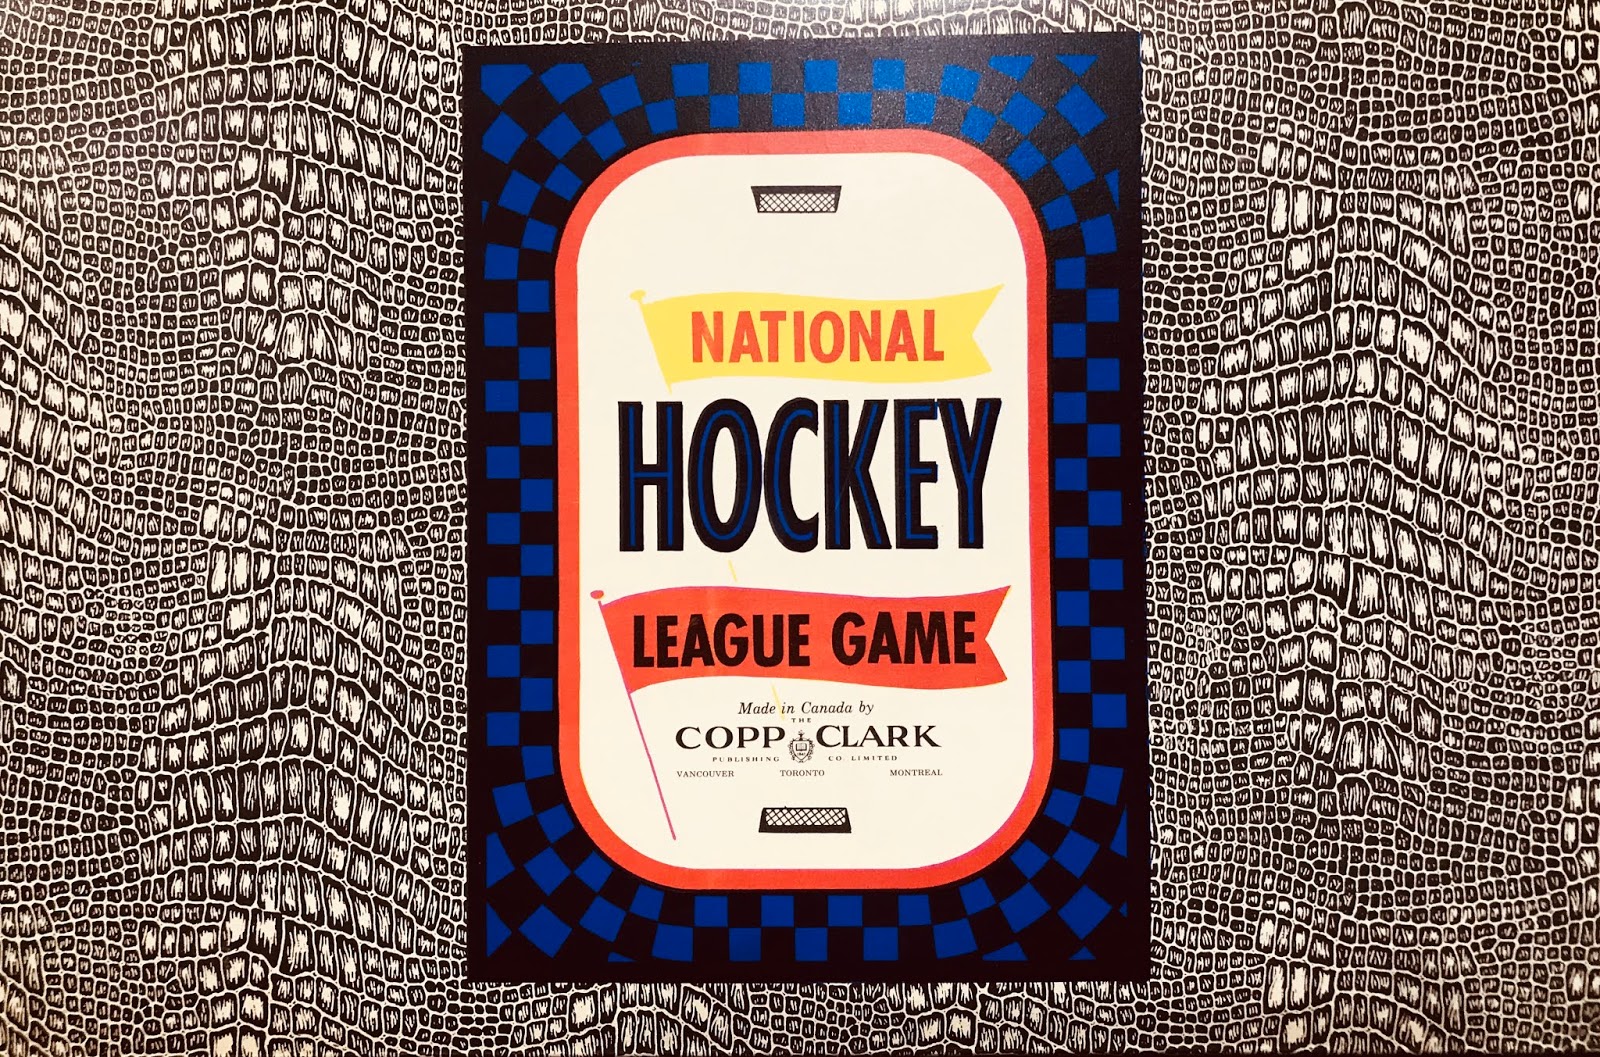 NATIONAL
HOCKEY
LEAGUE GAME
Made in Canada by
THE
COPP CLARK
PUBLISHING CO. LIMITED
VANCOUVER TORONTO MONTREAL